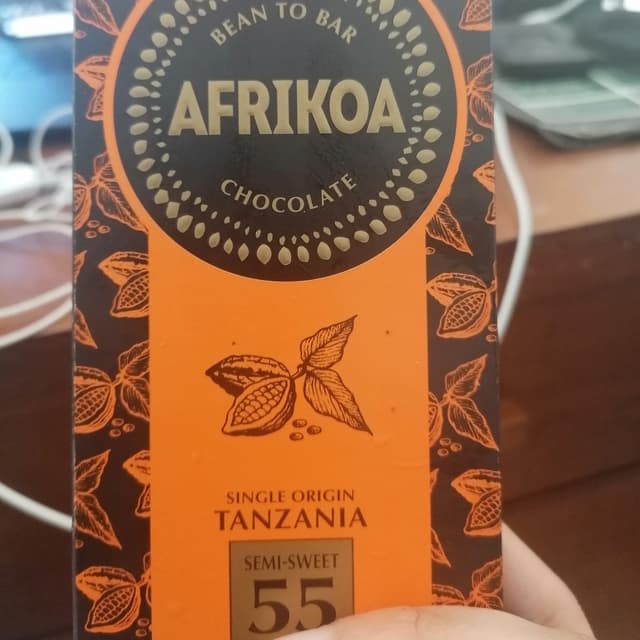 BEAN TO BAR
AFRIKOA
CHOCOLATE
SINGLE ORIGIN
TANZANIA
SEMI-SWEET
55